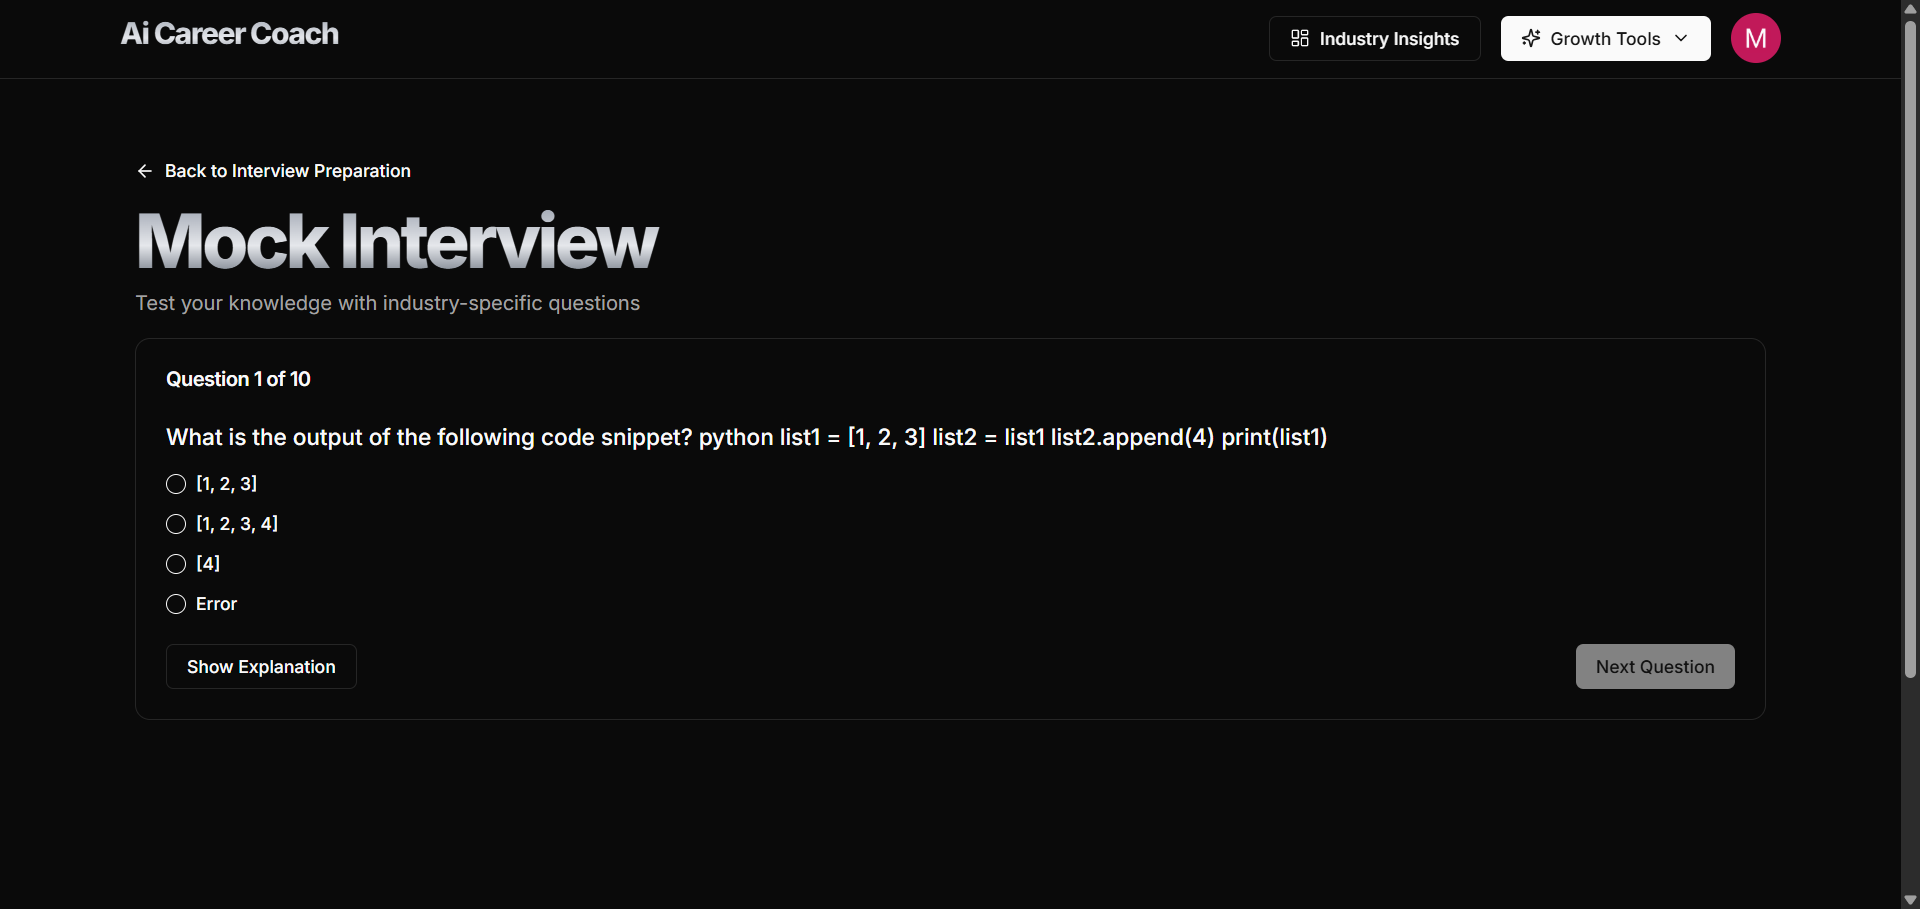 Ai Career Coach
Industry Insights
Growth Tools
M
Back to Interview Preparation
Mock Interview
Test your knowledge with industry-specific questions
Question 1 of 10
What is the output of the following code snippet? python list1 = [1, 2, 3] list2 = list1 list2.append(4) print(list1)
[1, 2, 3]
[1, 2, 3, 4]
[4]
Error
Show Explanation
Next Question